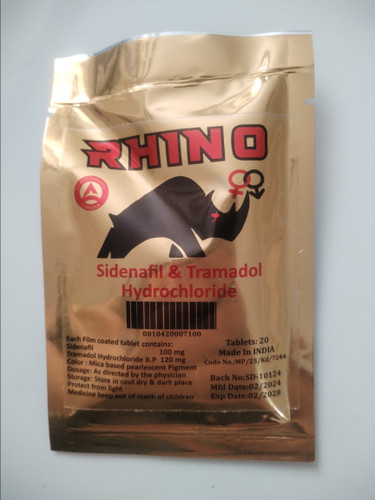 RHINO
Sidenafil & Tramadol
Hydrochloride
0010420007100
Each Film coated tablet contains:
Sidenafil 100 mg
Tramadol Hydrochloride B.P 120 mg
Color : Mica based pearlescent Pigment
Dosage: As directed by the physician
Storage: Store in cool dry & dark place
Protect from light
Medicine keep out of reach of children
Tablets: 20
Made In INDIA
Code No.:MP/25/Kd/7244
Bach No:SD-10124
Mfd Date:02/2024
Exp Date:02/2028